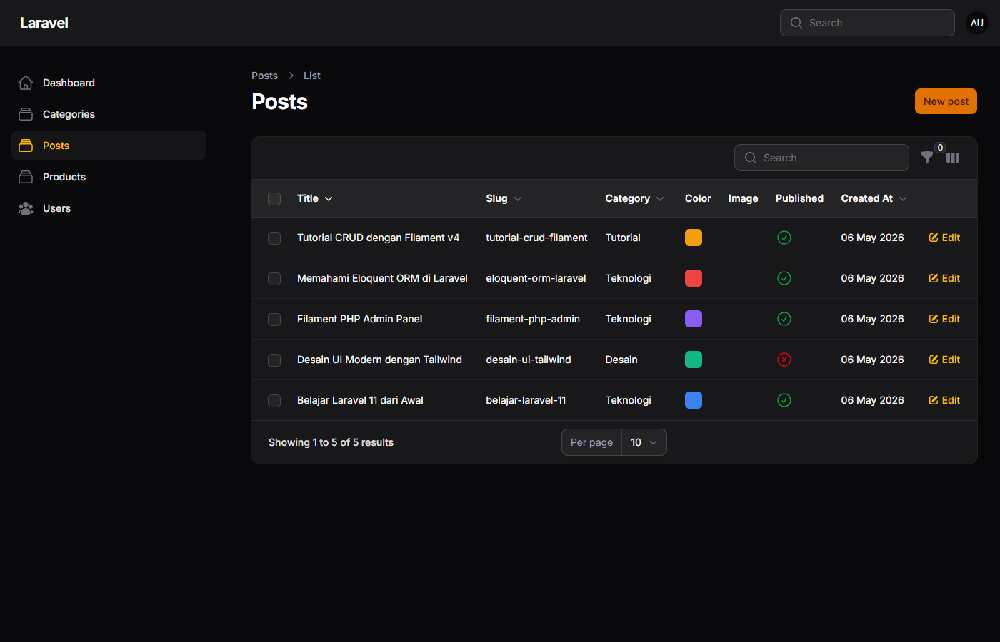 Laravel
Search
AU
Dashboard
Categories
Posts
Products
Users
Posts > List
Posts
New post
Search
0
Title Slug Category Color Image Published Created At
Tutorial CRUD dengan Filament v4 tutorial-crud-filament Tutorial 06 May 2026 Edit
Memahami Eloquent ORM di Laravel eloquent-orm-laravel Teknologi 06 May 2026 Edit
Filament PHP Admin Panel filament-php-admin Teknologi 06 May 2026 Edit
Desain UI Modern dengan Tailwind desain-ui-tailwind Desain 06 May 2026 Edit
Belajar Laravel 11 dari Awal belajar-laravel-11 Teknologi 06 May 2026 Edit
Showing 1 to 5 of 5 results Per page 10